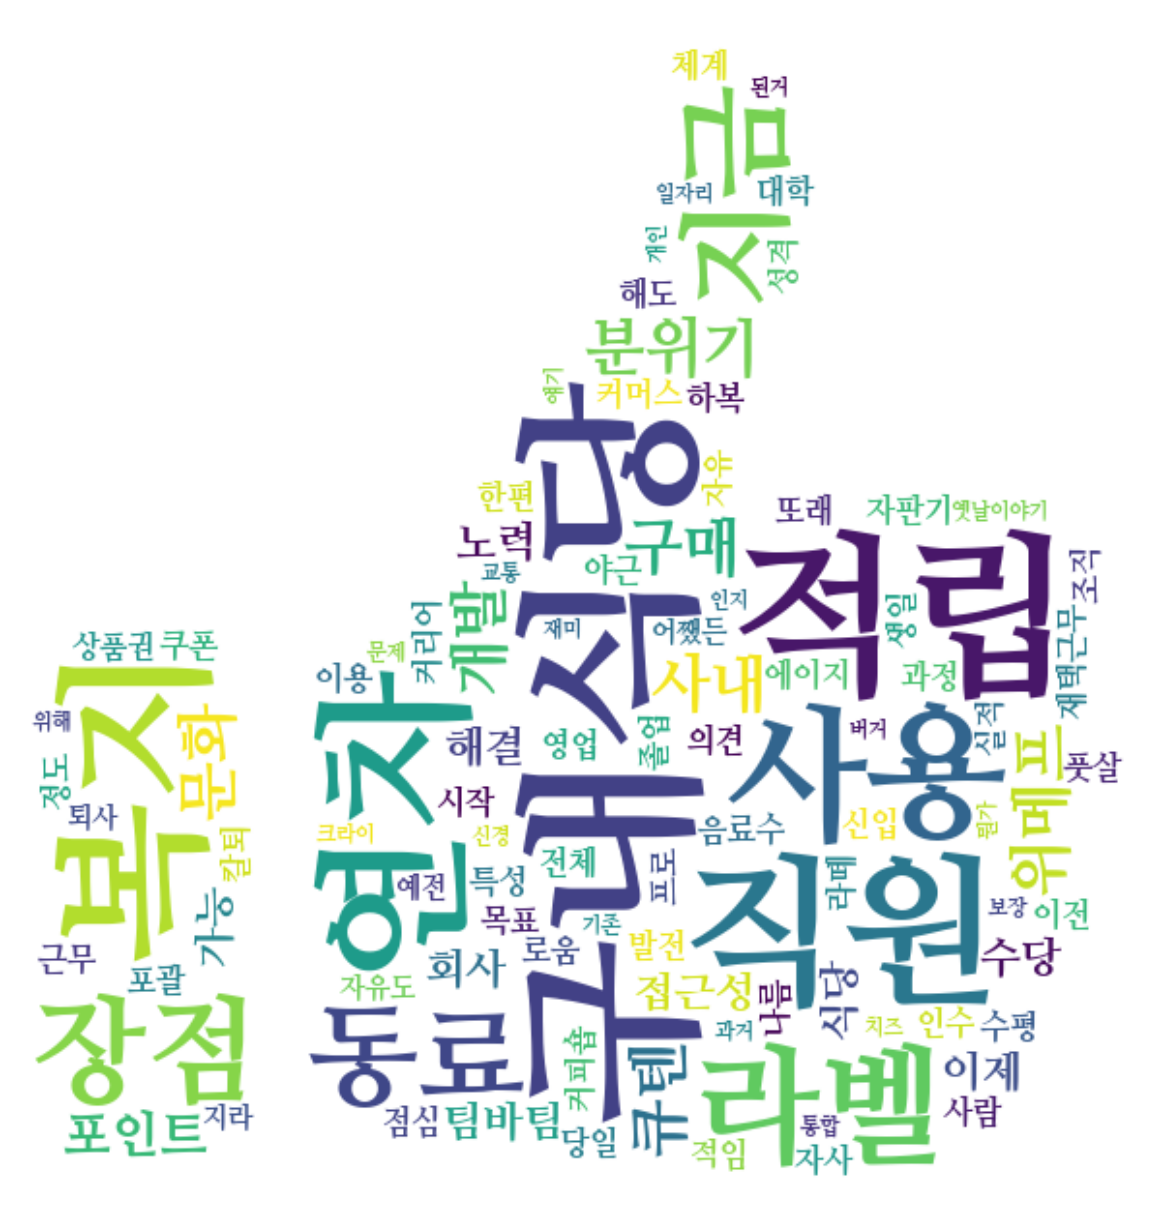 체계
된거
지금
일자리
대학
개인
성격
해도
분위기
얘기
커머스
하복
구내식당
자유
한편
노력
구매
교통
야근
또래
자판기
옛날이야기
적립
조직
재택근무
생일
인지
재미
어쨌든
개발
커리어
문제
이용
사내
에이지
과정
상품권
쿠폰
복지
위해
정도
문화
퇴사
칼퇴
가능
근무
포괄
장점
포인트
지라
연차
해결
영업
졸업
의견
버거
실적
사용
위메프
풋살
시작
크라이
신경
음료수
신입
뭔가
전체
프로
예전
특성
라떼
직원
보장
이전
목표
기존
로움
발전
수당
회사
자유도
접근성
나름
식당
동료
커피숍
큐텐
과거
치즈
인수
수평
라벨
이제
점심
팀바팀
당일
적임
통합
자사
사람